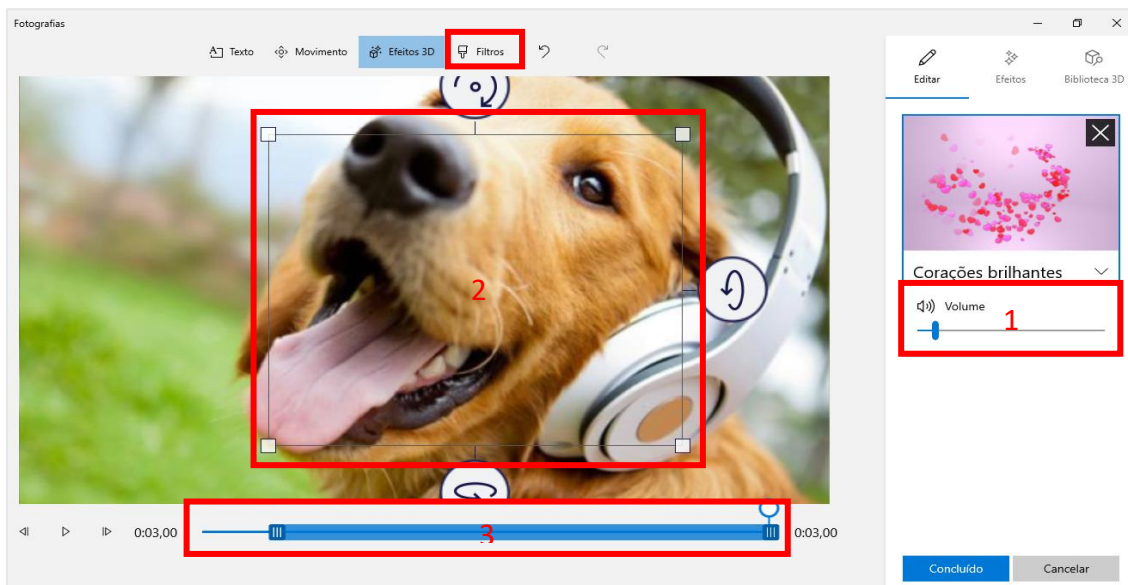 Fotografias
Texto Movimento Efeitos 3D Filtros
Editar Efeitos Biblioteca 3D
Corações brilhantes
Volume
1
2
0:03,00 3 0:03,00
Concluído Cancelar